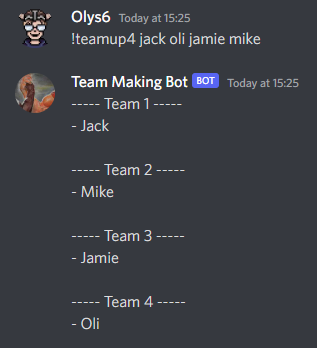 Olys6 Today at 15:25
!teamup4 jack oli jamie mike
Team Making Bot BOT Today at 15:25
----- Team 1 -----
- Jack
----- Team 2 -----
- Mike
----- Team 3 -----
- Jamie
----- Team 4 -----
- Oli